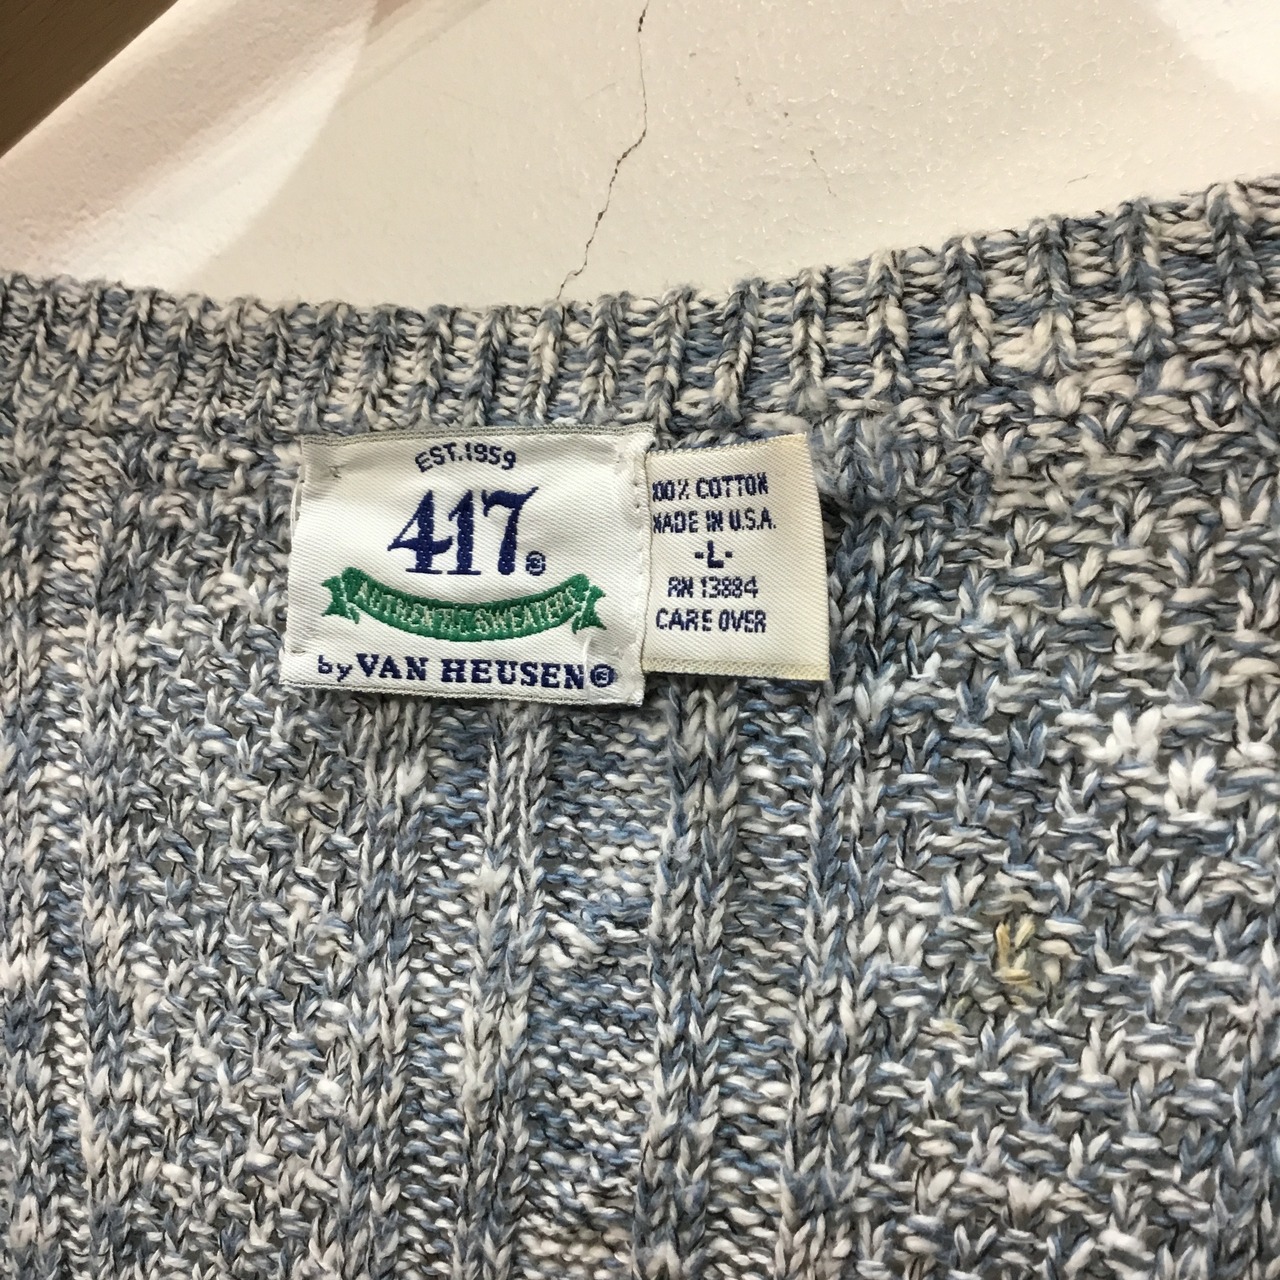 EST.1959
417®
AUTHENTIC SWEATERS
by VAN HEUSEN®
100% COTTON
MADE IN U.S.A.
-L-
RN 13884
CARE OVER